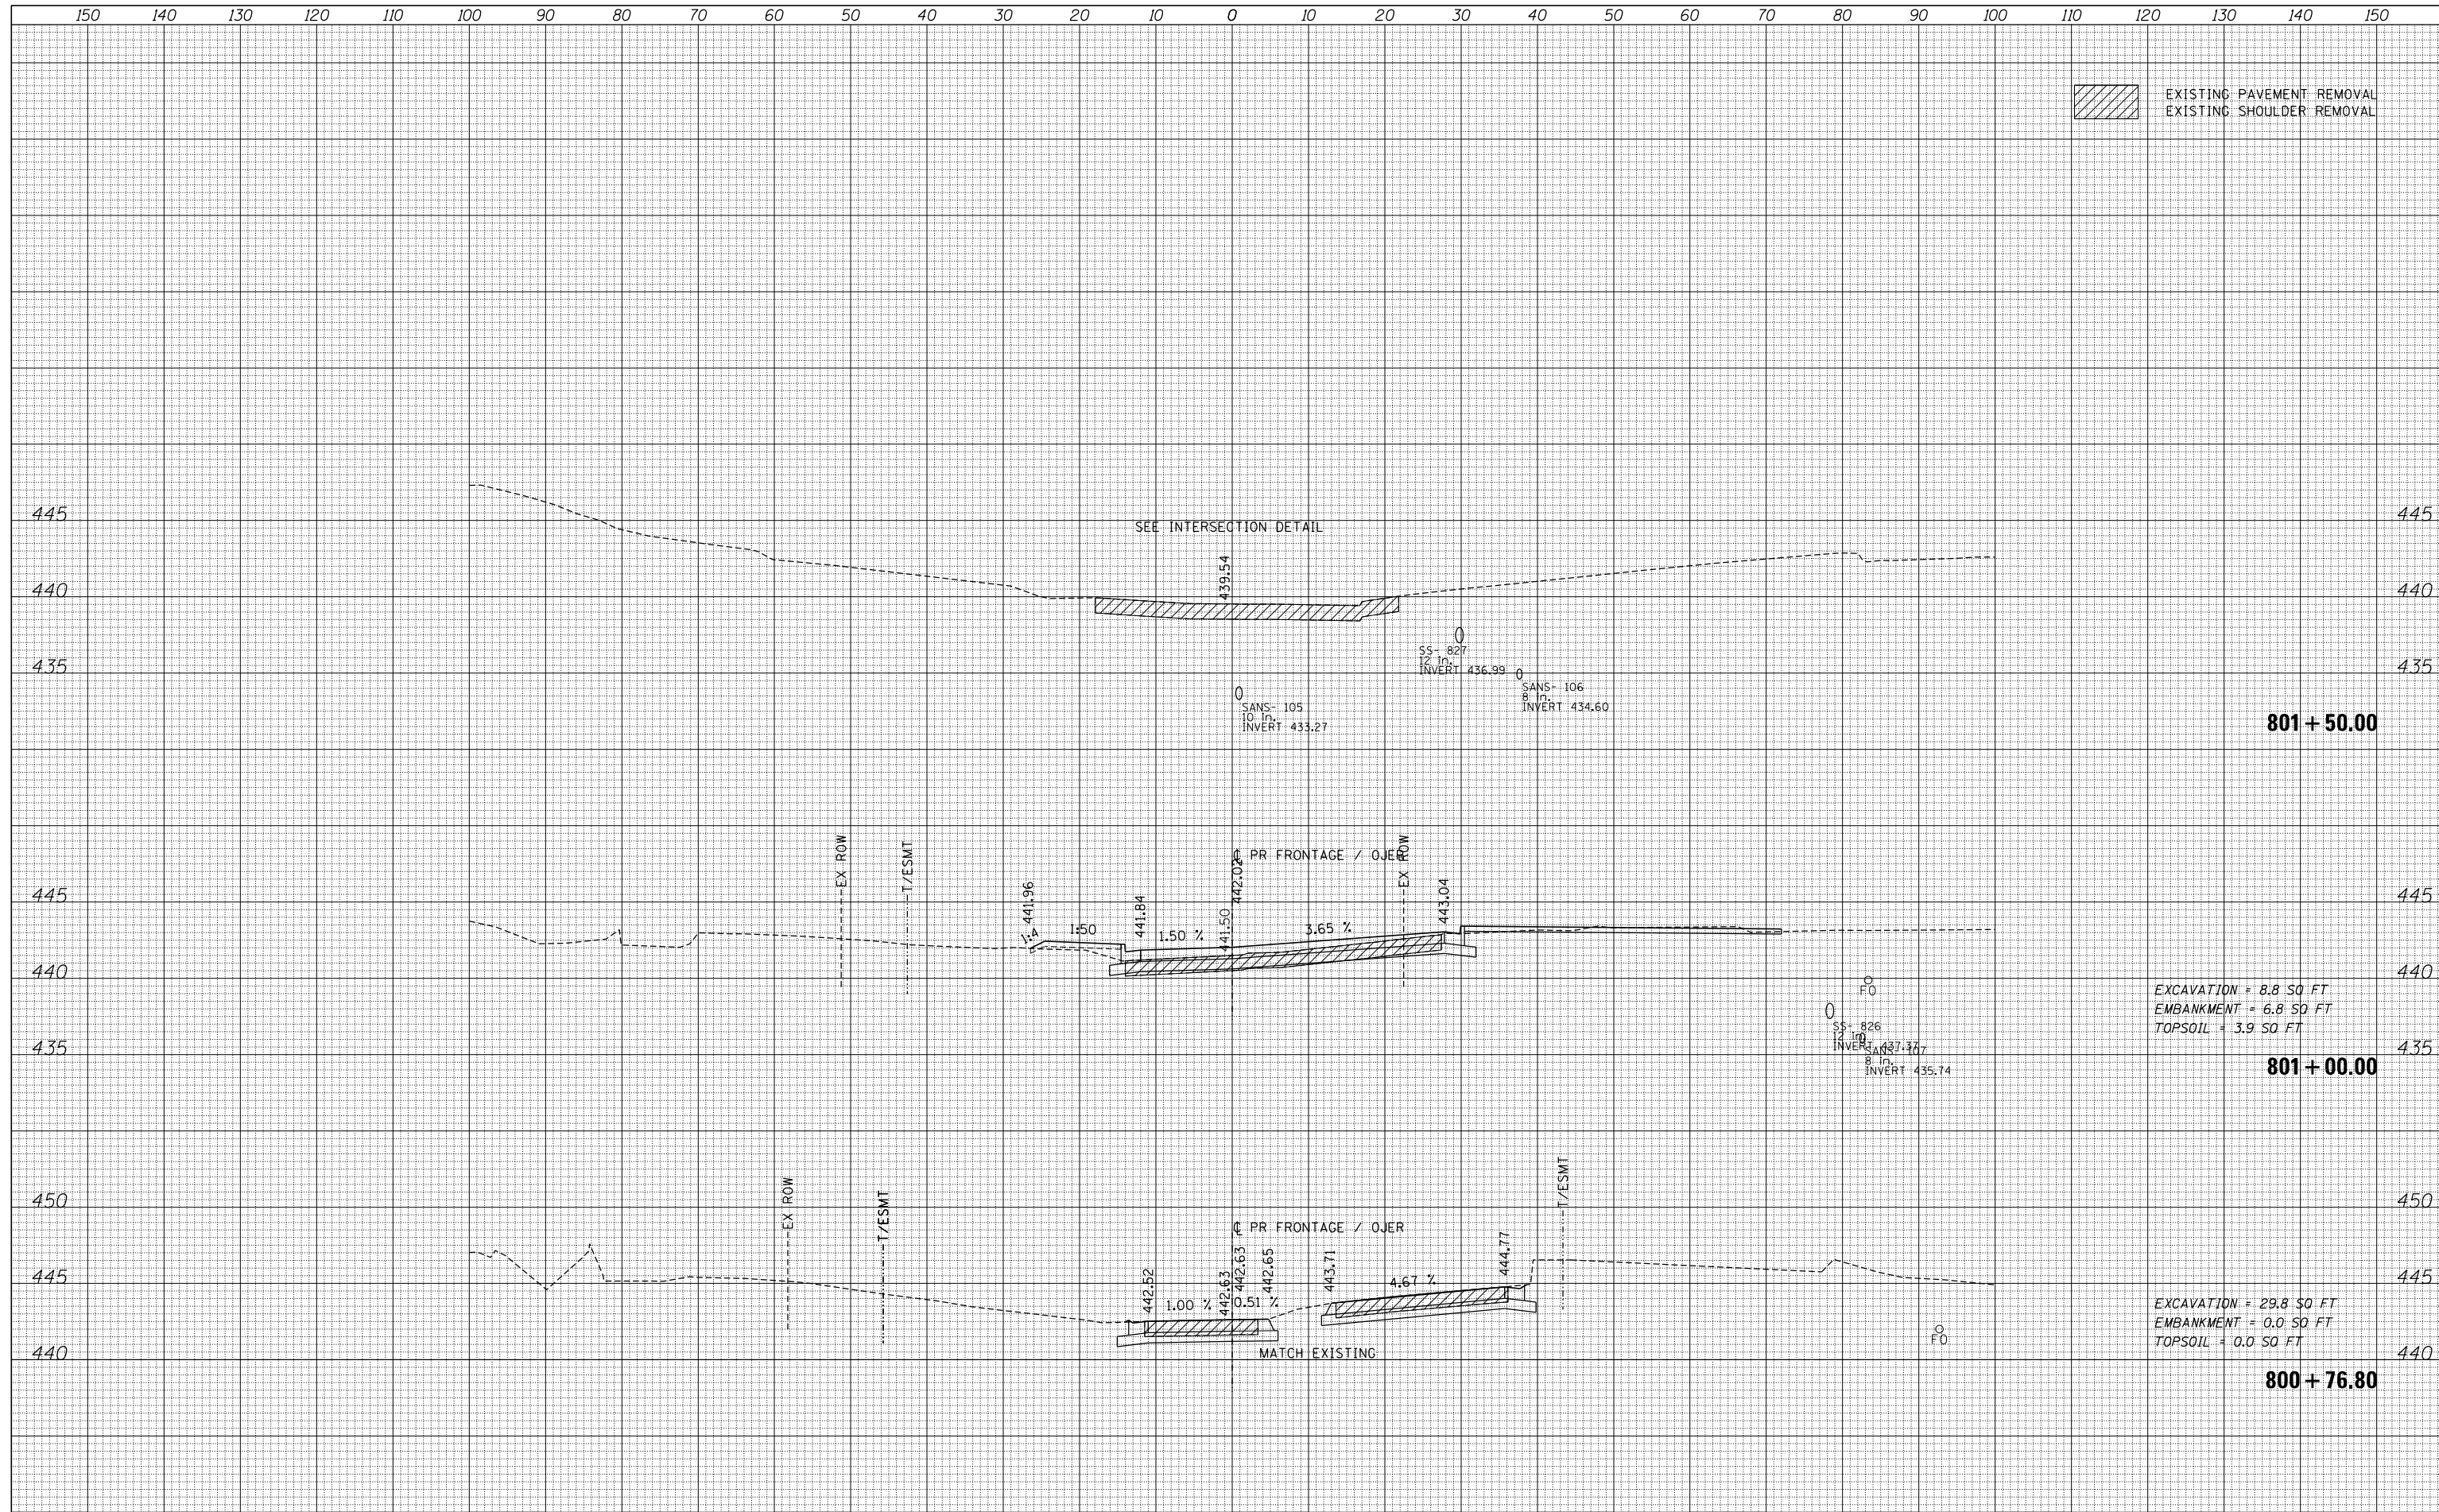 150 140 130 120 110 100 90 80 70 60 50 40 30 20 10 0 10 20 30 40 50 60 70 80 90 100 110 120 130 140 150
EXISTING PAVEMENT REMOVAL
EXISTING SHOULDER REMOVAL
445 445
SEE INTERSECTION DETAIL
439.54
440 440
SS- 827
12 in.
INVERT 436.99
435 435
SANS- 106
8 in.
INVERT 434.60
SANS- 105
10 in.
INVERT 433.27
801+50.00
EX ROW
T/ESMT
℄ PR FRONTAGE / OJER
EX ROW
445 445
441.96
441.84
441.50
442.02
443.04
1:4
1:50
1.50 %
3.65 %
440 440
FO
EXCAVATION = 8.8 SQ FT
EMBANKMENT = 6.8 SQ FT
TOPSOIL = 3.9 SQ FT
SS- 826
12 in.
INVERT 437.37
435 435
SANS- 107
8 in.
INVERT 435.74
801+00.00
EX ROW
T/ESMT
T/ESMT
450 450
℄ PR FRONTAGE / OJER
442.52
442.63
442.63
442.65
443.71
444.77
445 445
1.00 %
0.51 %
4.67 %
EXCAVATION = 29.8 SQ FT
EMBANKMENT = 0.0 SQ FT
TOPSOIL = 0.0 SQ FT
FO
MATCH EXISTING
440 440
800+76.80